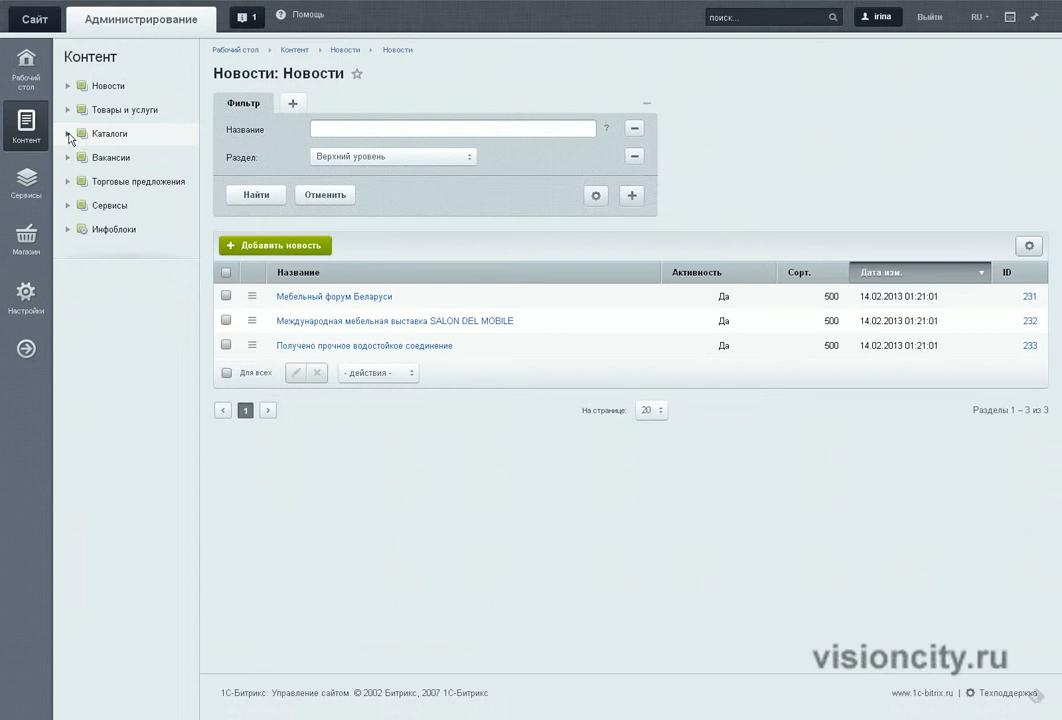 Сайт
Администрирование
1
Помощь
поиск...
irina
Выйти
RU
Рабочий стол
Контент
Сервисы
Магазин
Настройки
Контент
Новости
Товары и услуги
Каталоги
Вакансии
Торговые предложения
Сервисы
Инфоблоки
Рабочий стол Контент Новости Новости
Новости: Новости
Фильтр
Название
?
Раздел: Верхний уровень
Найти Отменить
Добавить новость
Название Активность Сорт. Дата изм. ID
Мебельный форум Беларуси Да 500 14.02.2013 01:21:01 231
Международная мебельная выставка SALON DEL MOBILE Да 500 14.02.2013 01:21:01 232
Получено прочное водостойкое соединение Да 500 14.02.2013 01:21:01 233
Для всех - действия -
1 На странице: 20 Разделы 1 – 3 из 3
visioncity.ru
1С-Битрикс: Управление сайтом. © 2002 Битрикс, 2007 1С-Битрикс www.1c-bitrix.ru | Техподдержка